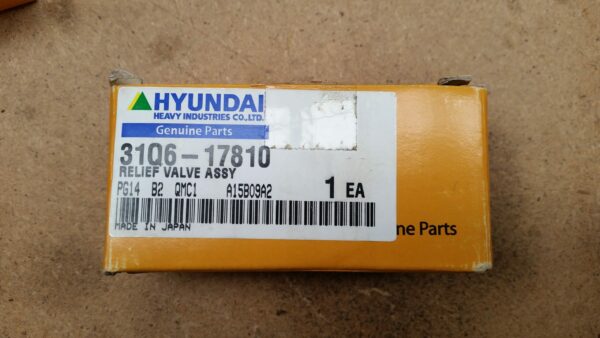 HYUNDAI
HEAVY INDUSTRIES CO.,LTD.
Genuine Parts
31Q6-17810
RELIEF VALVE ASSY
PG14 B2 QMC1 A15B09A2 1 EA
MADE IN JAPAN
ne Parts